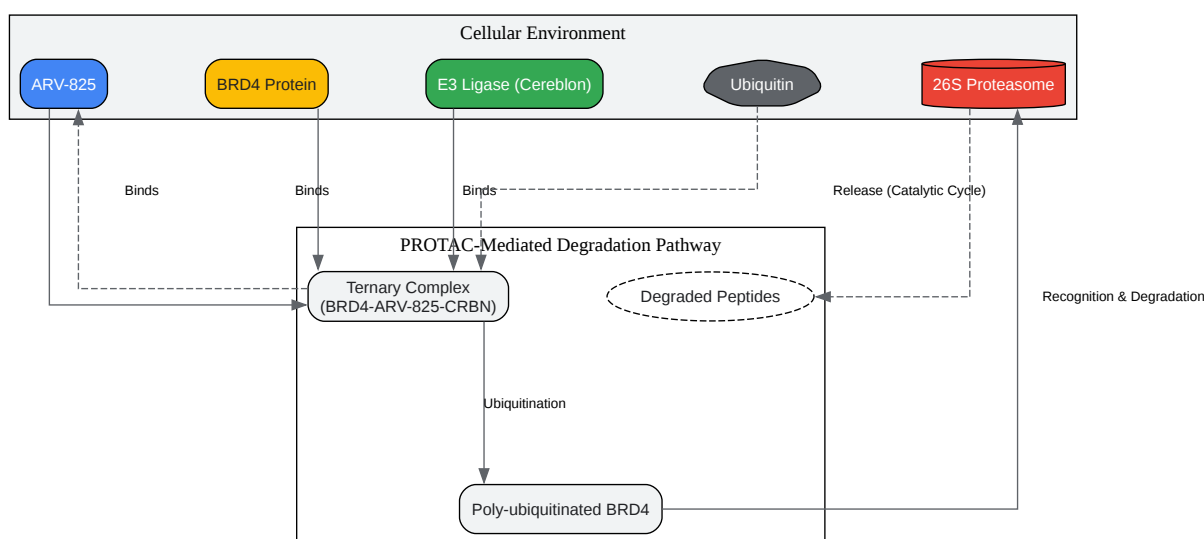 Cellular Environment
ARV-825
BRD4 Protein
E3 Ligase (Cereblon)
Ubiquitin
26S Proteasome
Binds
Binds
Binds
Release (Catalytic Cycle)
PROTAC-Mediated Degradation Pathway
Ternary Complex
(BRD4-ARV-825-CRBN)
Degraded Peptides
Recognition & Degradation
Ubiquitination
Poly-ubiquitinated BRD4